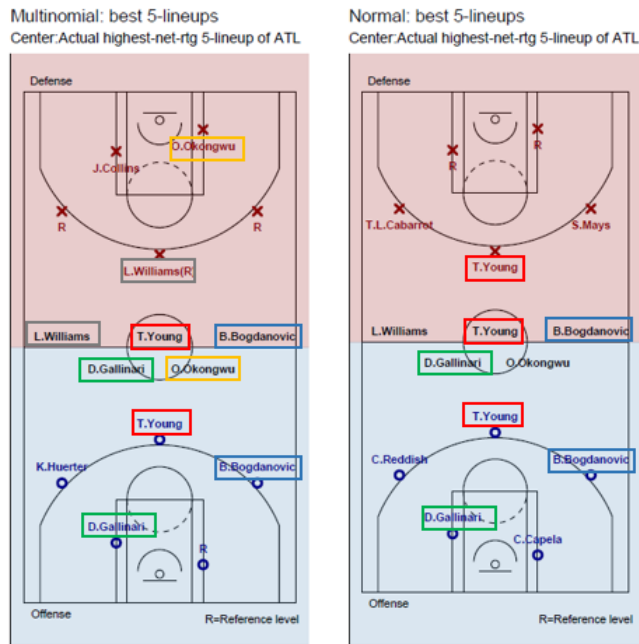 Multinomial: best 5-lineups
Center:Actual highest-net-rtg 5-lineup of ATL
Defense
O.Okongwu
J.Collins
R
R
L.Williams(R)
L.Williams
T.Young
B.Bogdanovic
D.Gallinari
O.Okongwu
T.Young
K.Huerter
B.Bogdanovic
D.Gallinari
R
Offense
R=Reference level
Normal: best 5-lineups
Center:Actual highest-net-rtg 5-lineup of ATL
Defense
R
R
T.L.Cabarrot
S.Mays
T.Young
L.Williams
T.Young
B.Bogdanovic
D.Gallinari
O.Okongwu
T.Young
C.Reddish
B.Bogdanovic
D.Gallinari
C.Capela
Offense
R=Reference level